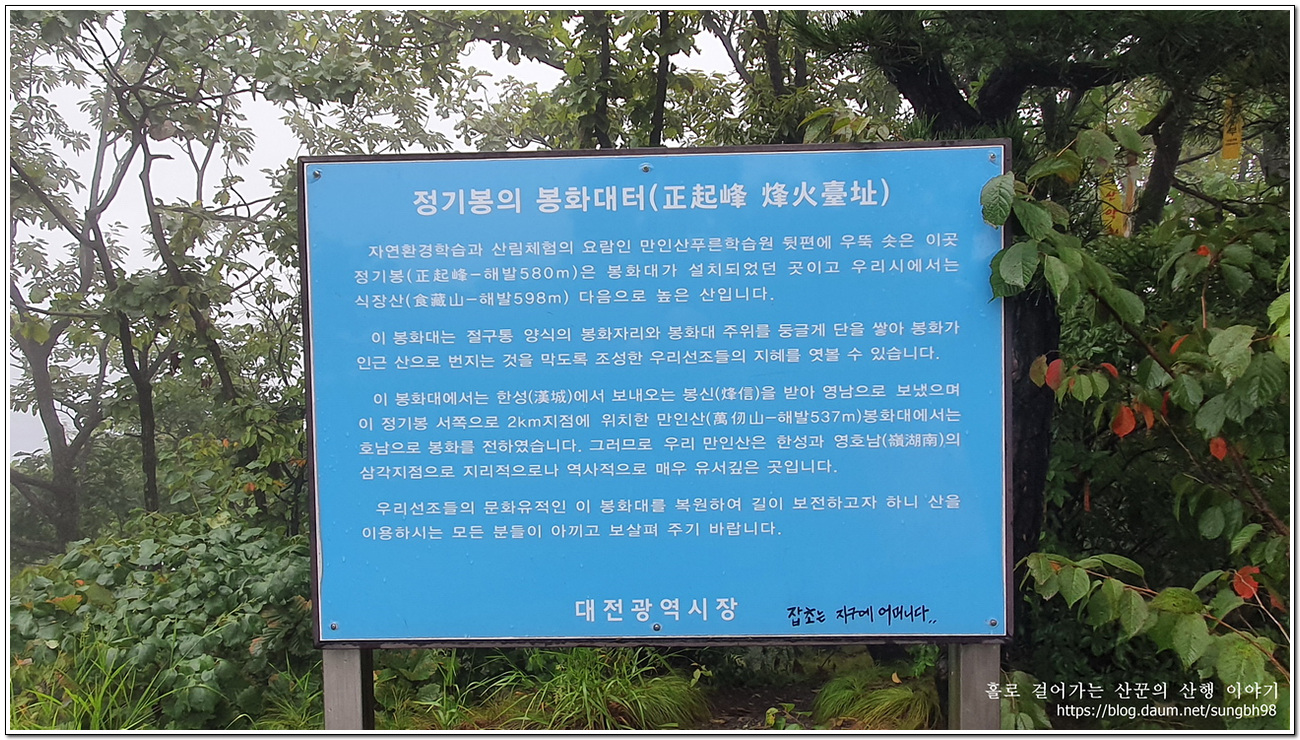 정기봉의 봉화대터(正起峰 烽火臺址)
자연환경학습과 산림체험의 요람인 만인산푸른학습원 뒷편에 우뚝 솟은 이곳
정기봉(正起峰-해발580m)은 봉화대가 설치되었던 곳이고 우리시에서는
식장산(食藏山-해발598m) 다음으로 높은 산입니다.
이 봉화대는 절구통 양식의 봉화자리와 봉화대 주위를 둥글게 단을 쌓아 봉화가
인근 산으로 번지는 것을 막도록 조성한 우리선조들의 지혜를 엿볼 수 있습니다.
이 봉화대에서는 한성(漢城)에서 보내오는 봉신(烽信)을 받아 영남으로 보냈으며
이 정기봉 서쪽으로 2km지점에 위치한 만인산(萬仞山-해발537m)봉화대에서는
호남으로 봉화를 전하였습니다. 그러므로 우리 만인산은 한성과 영호남(嶺湖南)의
삼각지점으로 지리적으로나 역사적으로 매우 유서깊은 곳입니다.
우리선조들의 문화유적인 이 봉화대를 복원하여 길이 보전하고자 하니 산을
이용하시는 모든 분들이 아끼고 보살펴 주기 바랍니다.
대전광역시장
잡초는 지구에 어머니다..
홀로 걸어가는 산꾼의 산행 이야기
https://blog.daum.net/sungbh98